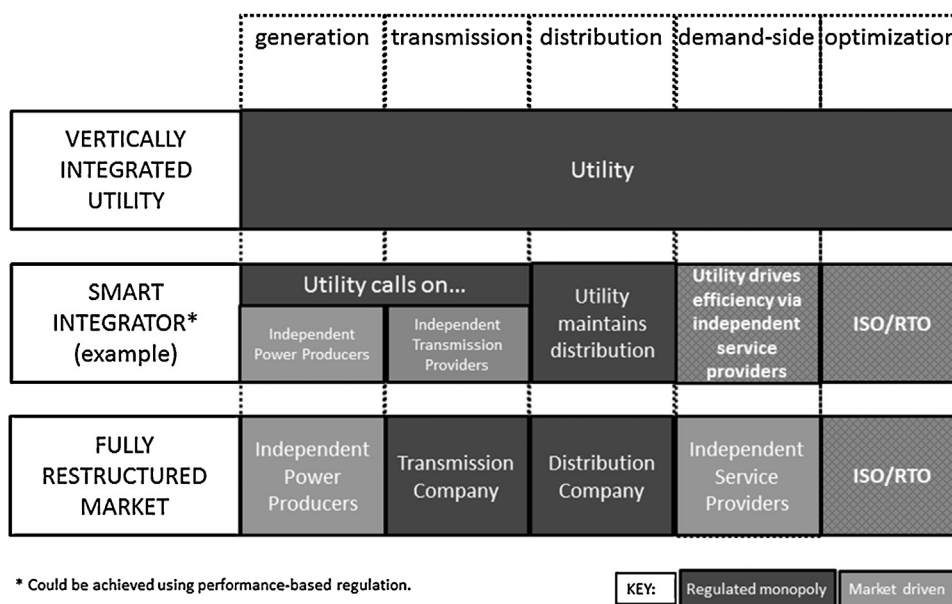 generation transmission distribution demand-side optimization
VERTICALLY
INTEGRATED
UTILITY
Utility
SMART
INTEGRATOR*
(example)
Utility calls on...
Independent
Power Producers
Independent
Transmission
Providers
Utility
maintains
distribution
Utility drives
efficiency via
independent
service
providers
ISO/RTO
FULLY
RESTRUCTURED
MARKET
Independent
Power
Producers
Transmission
Company
Distribution
Company
Independent
Service
Providers
ISO/RTO
* Could be achieved using performance-based regulation.
KEY: Regulated monopoly Market driven